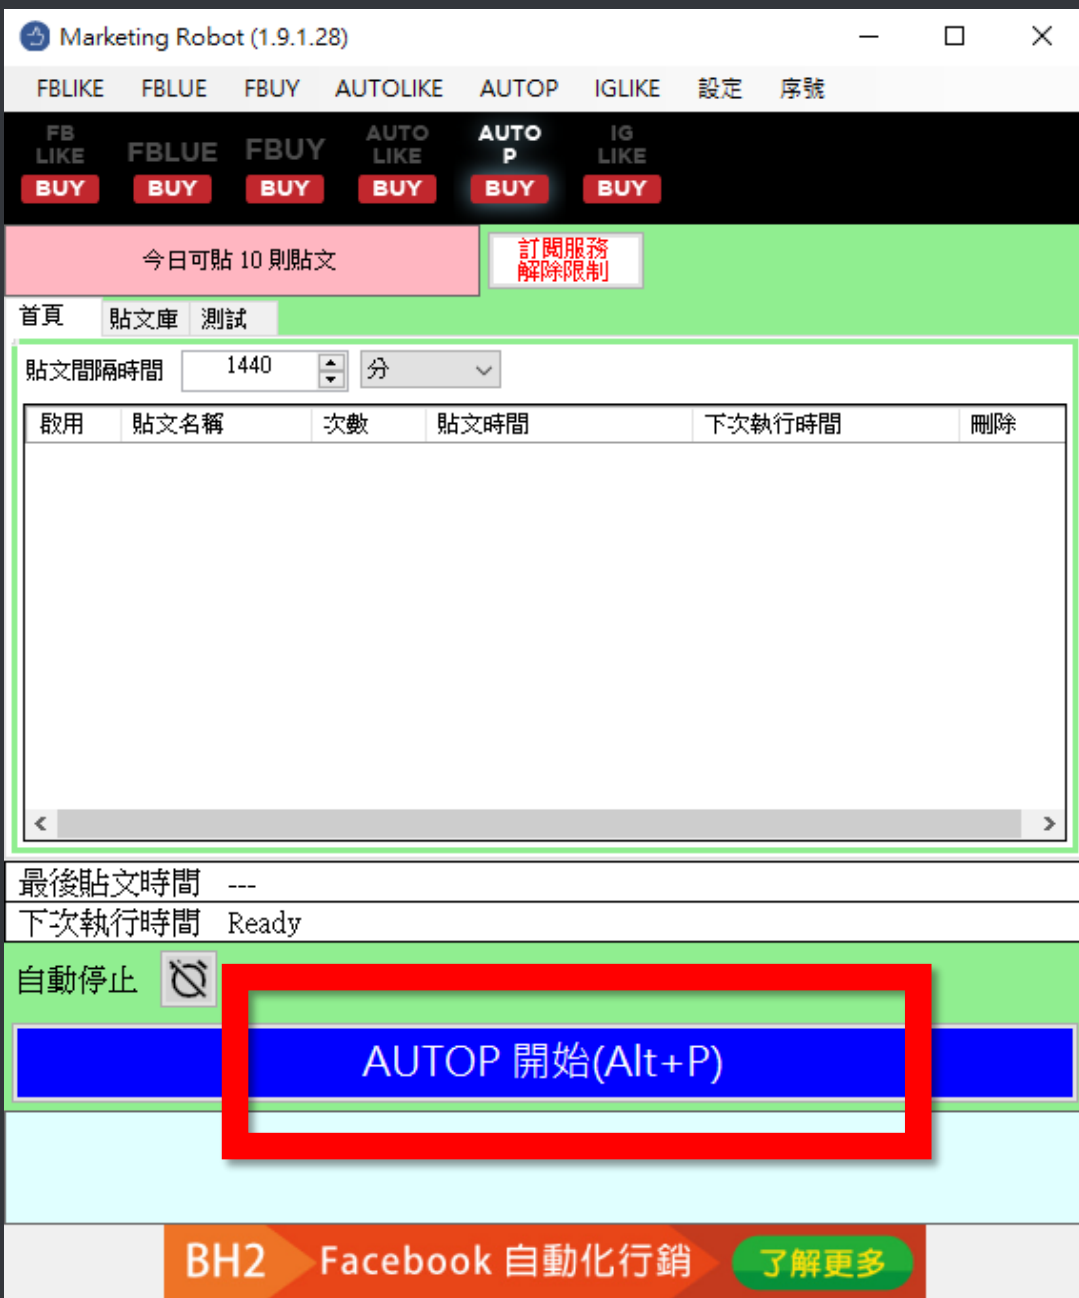 Marketing Robot (1.9.1.28)
FBLIKE FBLUE FBUY AUTOLIKE AUTOP IGLIKE 設定 序號
FB LIKE FBLUE FBUY AUTO LIKE AUTO P IG LIKE
BUY BUY BUY BUY BUY BUY
今日可貼 10 則貼文
訂閱服務
解除限制
首頁 貼文庫 測試
貼文間隔時間 1440 分
啟用 貼文名稱 次數 貼文時間 下次執行時間 刪除
最後貼文時間 ---
下次執行時間 Ready
自動停止
AUTOP 開始(Alt+P)
BH2 Facebook 自動化行銷 了解更多